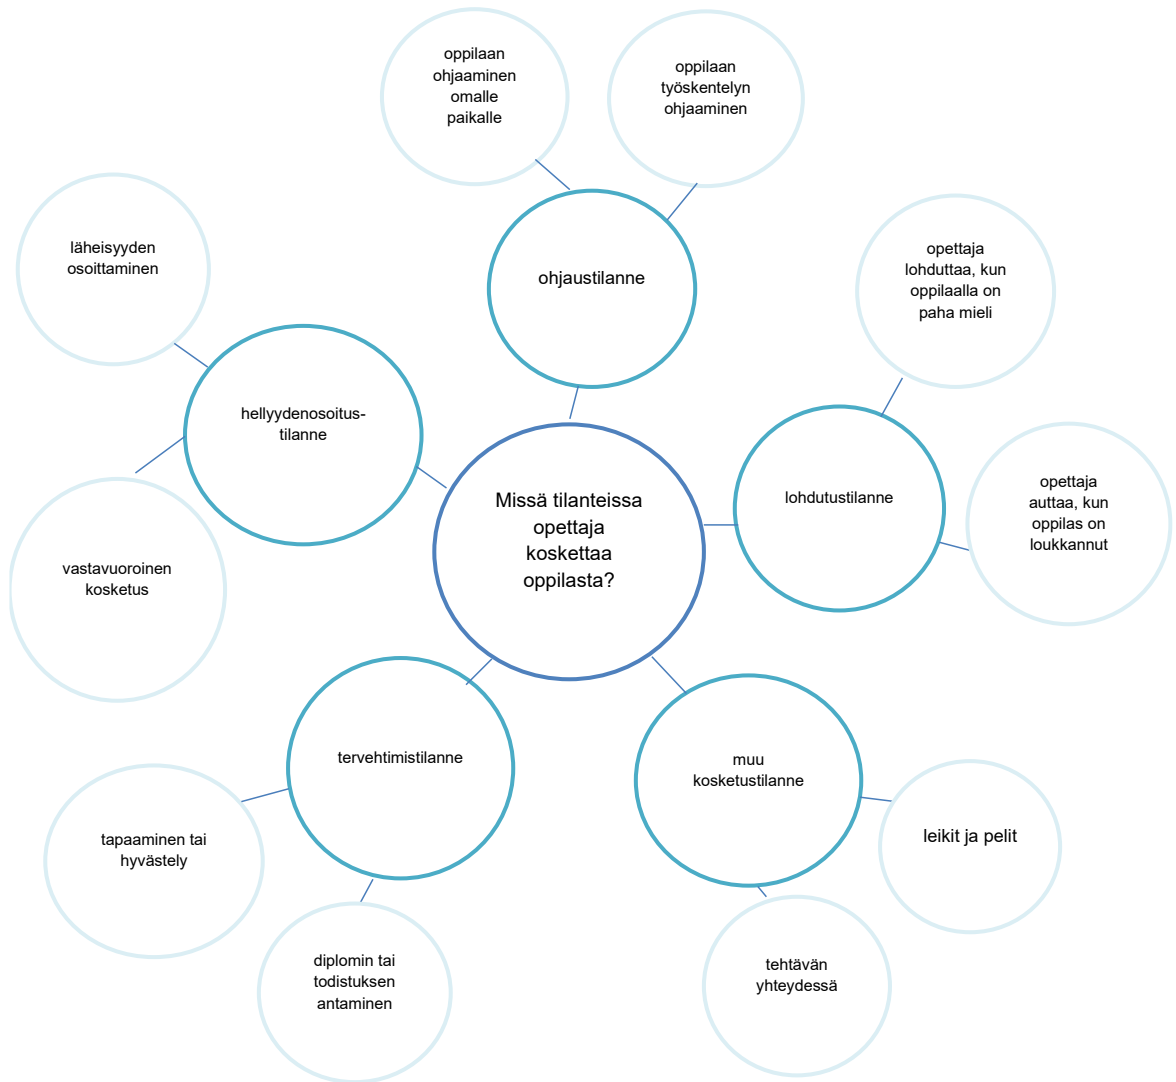 oppilaan
ohjaaminen
omalle
paikalle
oppilaan
työskentelyn
ohjaaminen
läheisyyden
osoittaminen
ohjaustilanne
opettaja
lohduttaa, kun
oppilaalla on
paha mieli
hellyydenosoitus-
tilanne
Missä tilanteissa
opettaja
koskettaa
oppilasta?
lohdutustilanne
opettaja
auttaa, kun
oppilas on
loukkannut
vastavuoroinen
kosketus
tervehtimistilanne
muu
kosketustilanne
tapaaminen tai
hyvästely
leikit ja pelit
diplomin tai
todistuksen
antaminen
tehtävän
yhteydessä